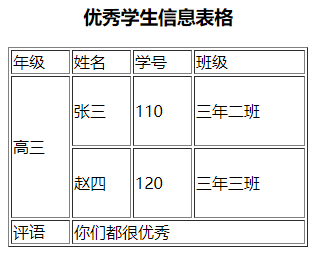 优秀学生信息表格
年级 姓名 学号 班级
高三 张三 110 三年二班
赵四 120 三年三班
评语 你们都很优秀